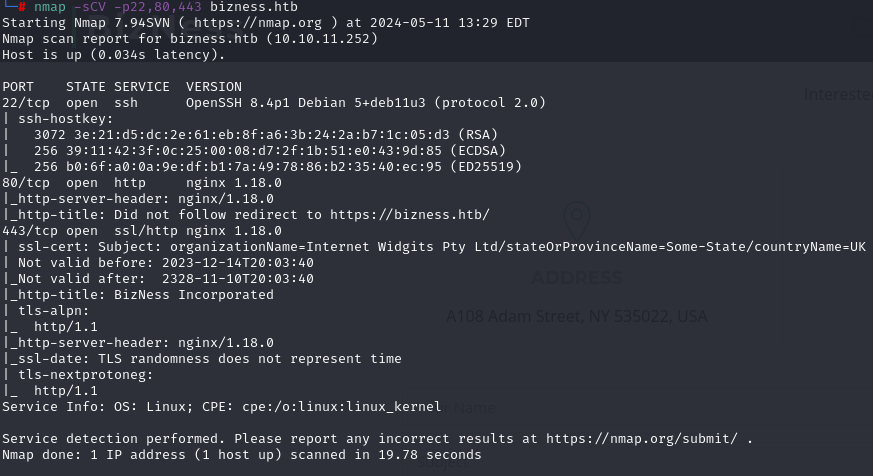 └─# nmap -sCV -p22,80,443 bizness.htb
Starting Nmap 7.94SVN ( https://nmap.org ) at 2024-05-11 13:29 EDT
Nmap scan report for bizness.htb (10.10.11.252)
Host is up (0.034s latency).
PORT    STATE SERVICE  VERSION
22/tcp  open  ssh      OpenSSH 8.4p1 Debian 5+deb11u3 (protocol 2.0)
Intereste
| ssh-hostkey:
|   3072 3e:21:d5:dc:2e:61:eb:8f:a6:3b:24:2a:b7:1c:05:d3 (RSA)
|   256 39:11:42:3f:0c:25:00:08:d7:2f:1b:51:e0:43:9d:85 (ECDSA)
|_  256 b0:6f:a0:0a:9e:df:b1:7a:49:78:86:b2:35:40:ec:95 (ED25519)
80/tcp  open  http     nginx 1.18.0
|_http-server-header: nginx/1.18.0
|_http-title: Did not follow redirect to https://bizness.htb/
443/tcp open  ssl/http nginx 1.18.0
| ssl-cert: Subject: organizationName=Internet Widgits Pty Ltd/stateOrProvinceName=Some-State/countryName=UK
| Not valid before: 2023-12-14T20:03:40
|_Not valid after:  2328-11-10T20:03:40
ADDRESS
|_http-title: BizNess Incorporated
| tls-alpn:
A108 Adam Street, NY 535022, USA
|_  http/1.1
|_http-server-header: nginx/1.18.0
|_ssl-date: TLS randomness does not represent time
| tls-nextprotoneg:
|_  http/1.1
Service Info: OS: Linux; CPE: cpe:/o:linux:linux_kernel
Name
Service detection performed. Please report any incorrect results at https://nmap.org/submit/ .
Nmap done: 1 IP address (1 host up) scanned in 19.78 seconds